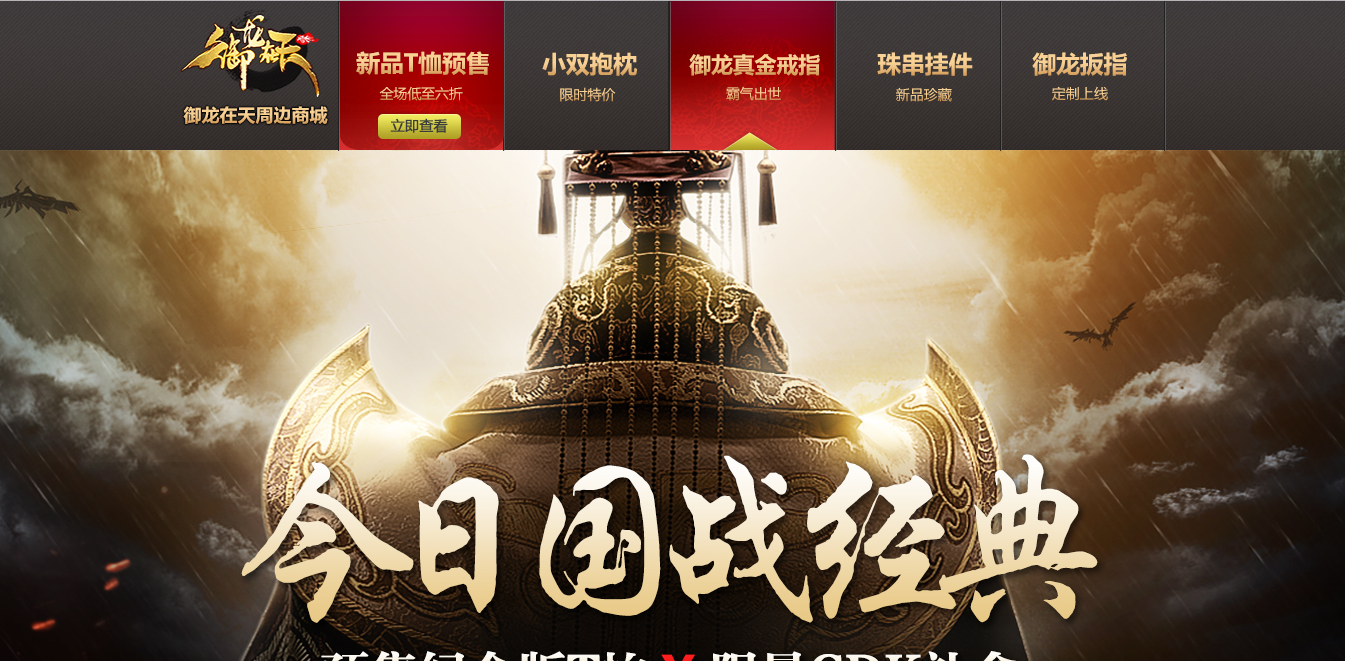 御龙在天
御龙在天周边商城
新品T恤预售
全场低至六折
立即查看
小双抱枕
限时特价
御龙真金戒指
霸气出世
珠串挂件
新品珍藏
御龙扳指
定制上线
今日国战经典